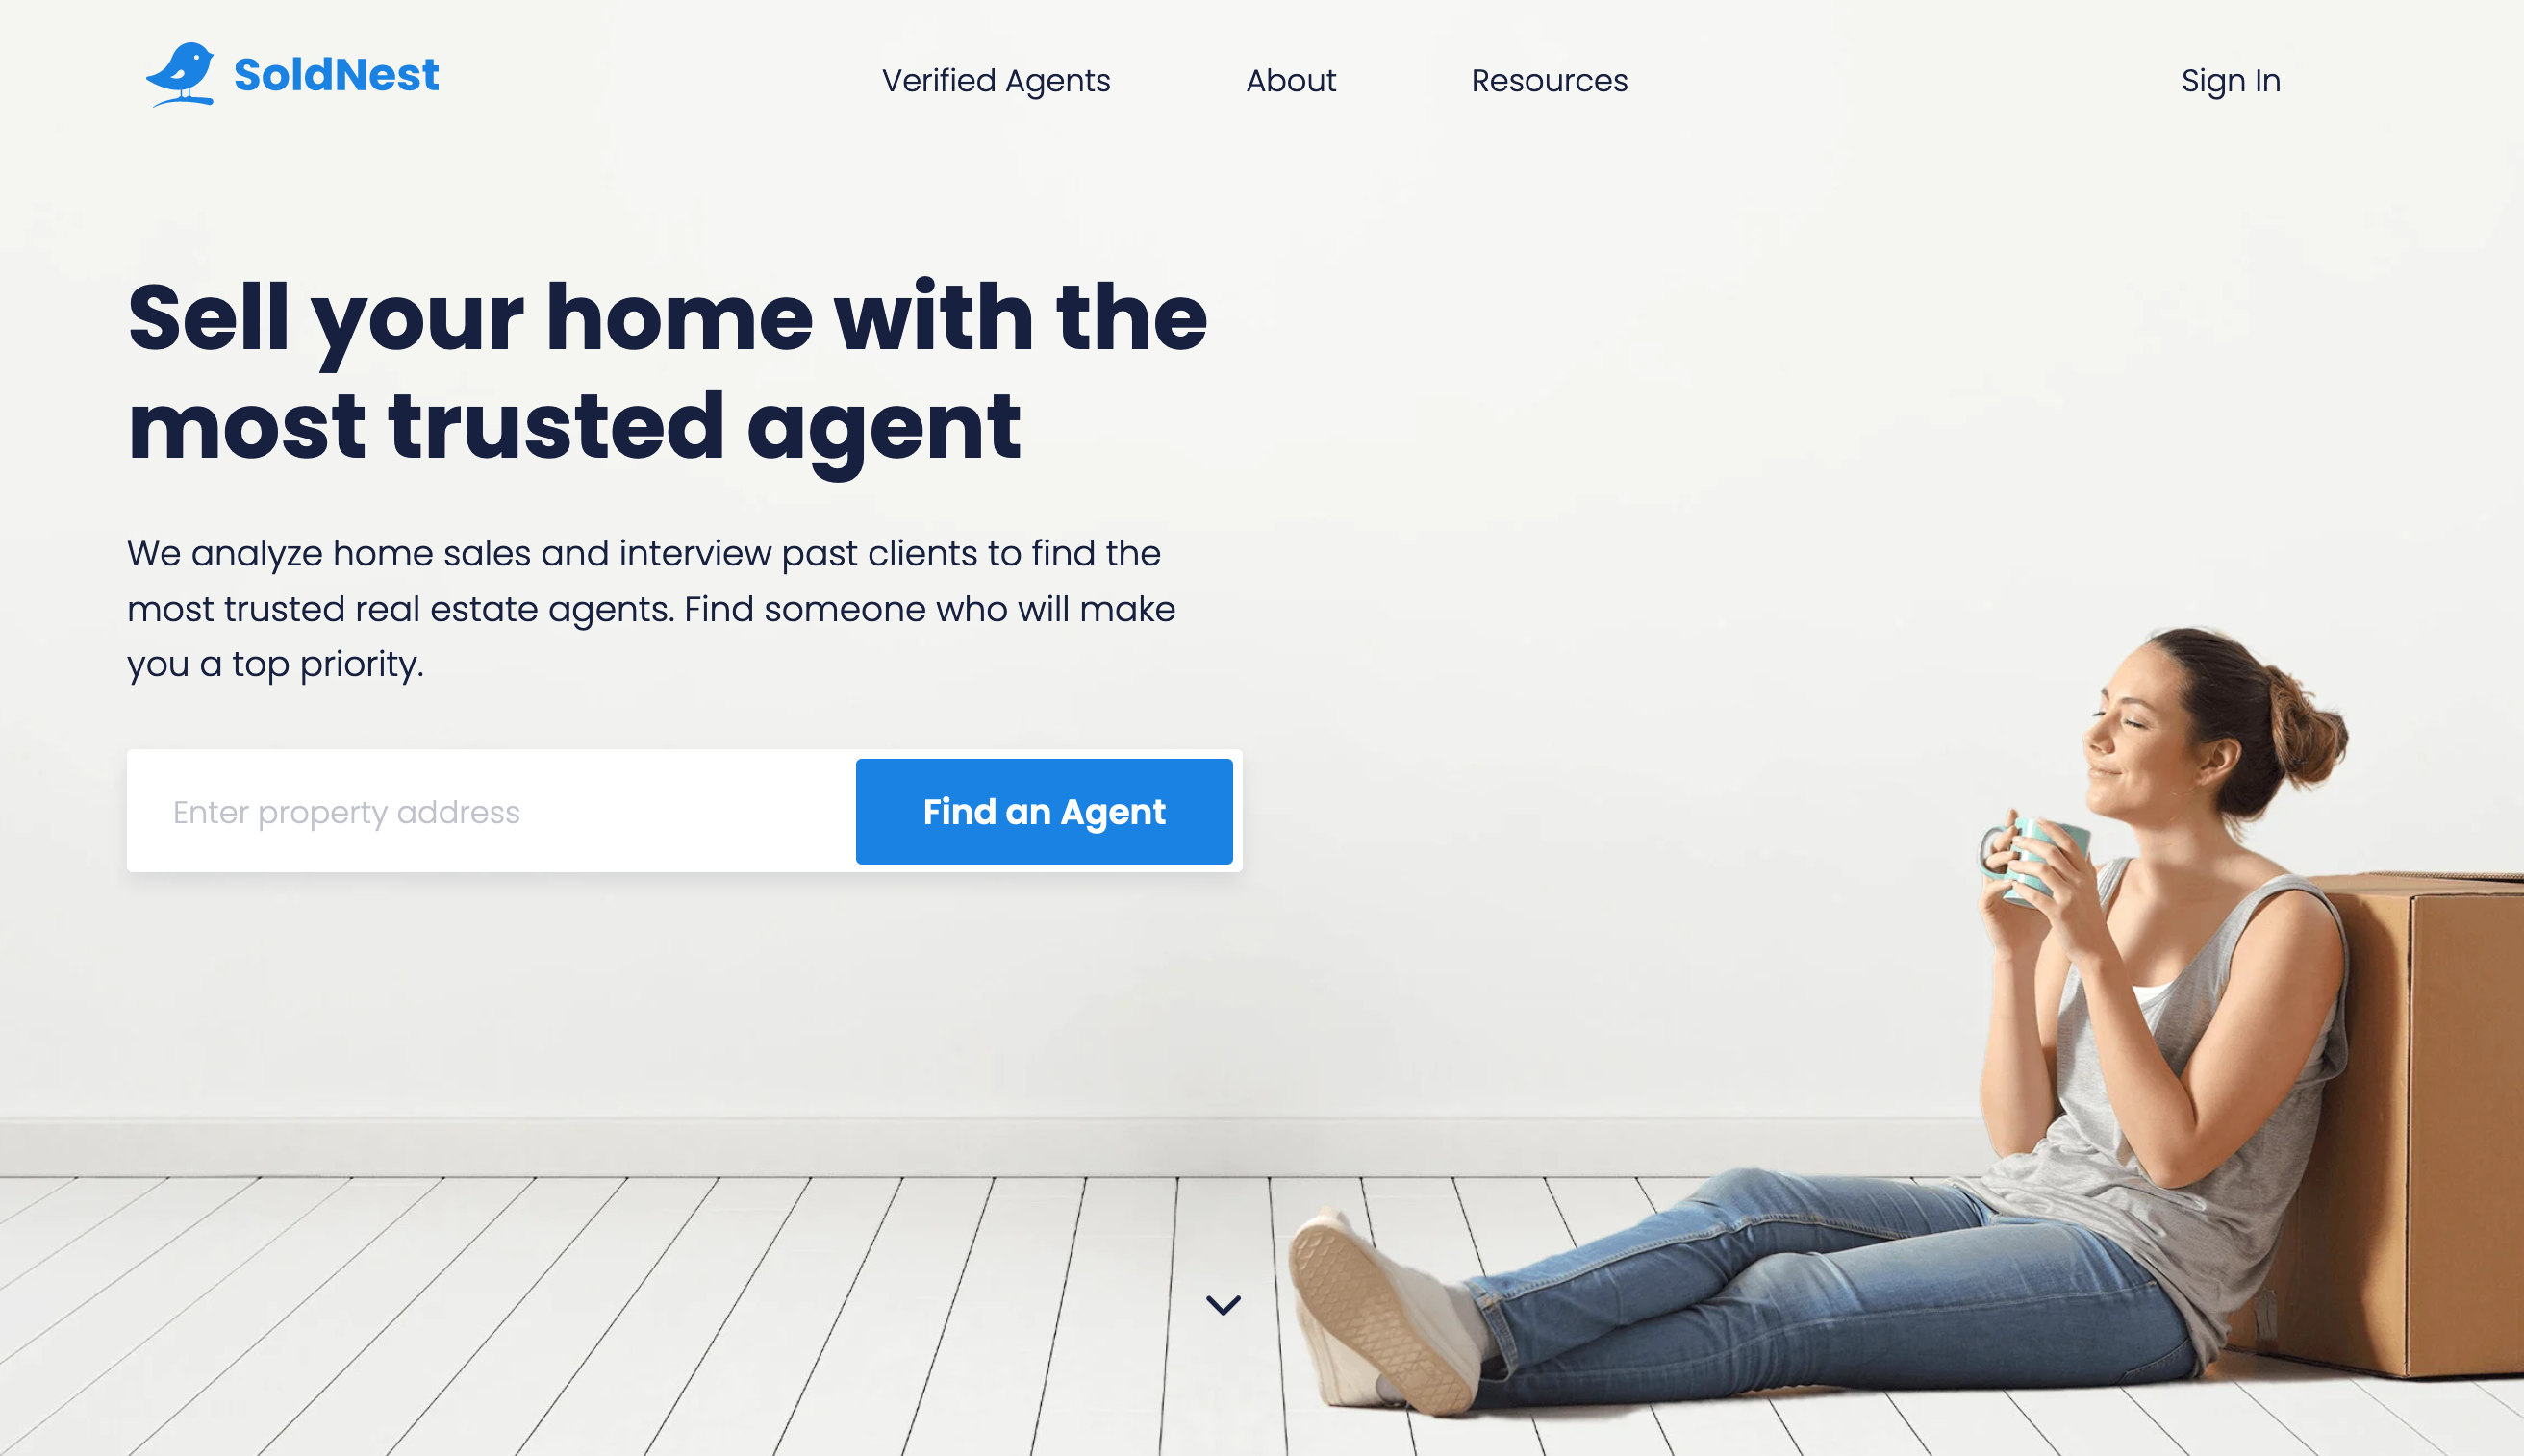 SoldNest
Verified Agents
About
Resources
Sign In
Sell your home with the
most trusted agent
We analyze home sales and interview past clients to find the
most trusted real estate agents. Find someone who will make
you a top priority.
Enter property address
Find an Agent